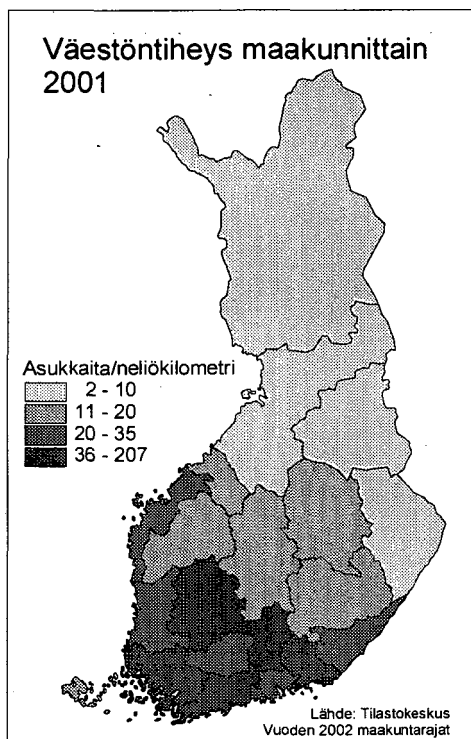 Väestöntiheys maakunnittain
2001
Asukkaita/neliökilometri
2 - 10
11 - 20
20 - 35
36 - 207
Lähde: Tilastokeskus
Vuoden 2002 maakuntarajat